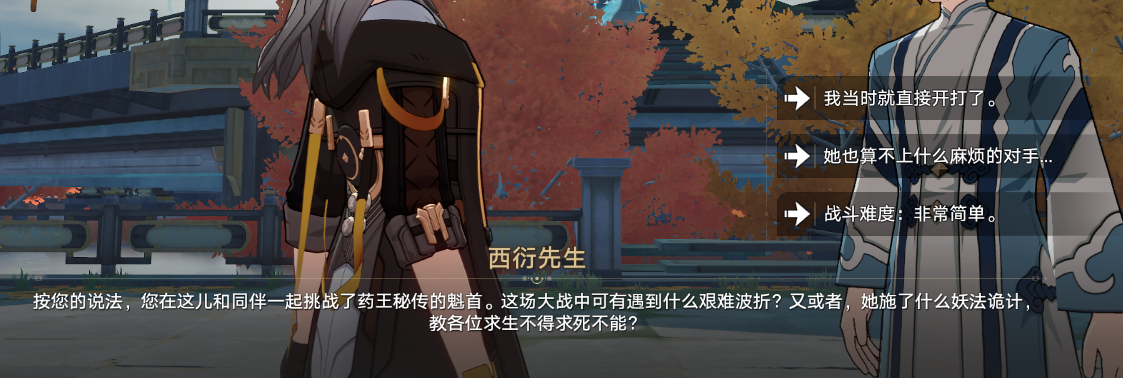 我当时就直接开打了。
她也算不上什么麻烦的对手...
战斗难度：非常简单。
西衍先生
按您的说法，您在这儿和同伴一起挑战了药王秘传的魁首。这场大战中可有遇到什么艰难波折？又或者，她施了什么妖法诡计，
教各位求生不得求死不能？